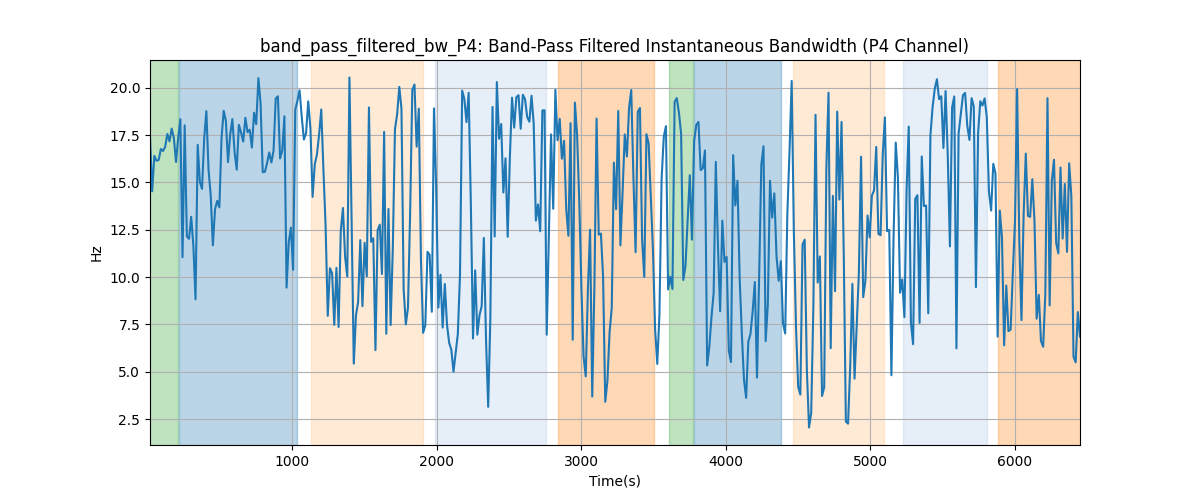 band_pass_filtered_bw_P4: Band-Pass Filtered Instantaneous Bandwidth (P4 Channel)
20.0
17.5
15.0
12.5
10.0
7.5
5.0
2.5
Hz
1000 2000 3000 4000 5000 6000
Time(s)